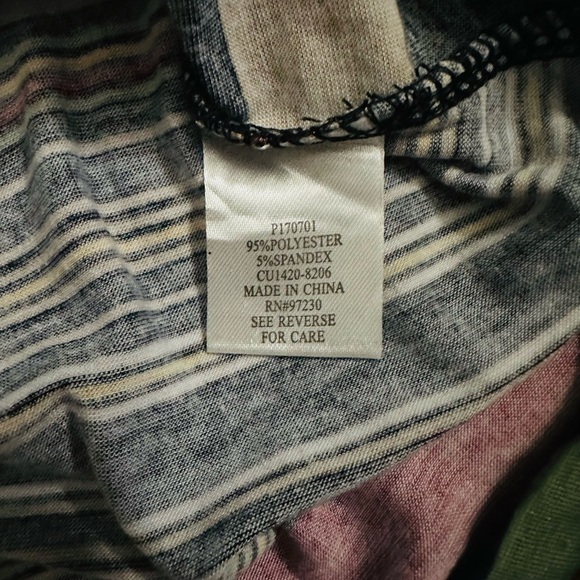 P170701
95%POLYESTER
5%SPANDEX
CU1420-8206
MADE IN CHINA
RN#97230
SEE REVERSE
FOR CARE